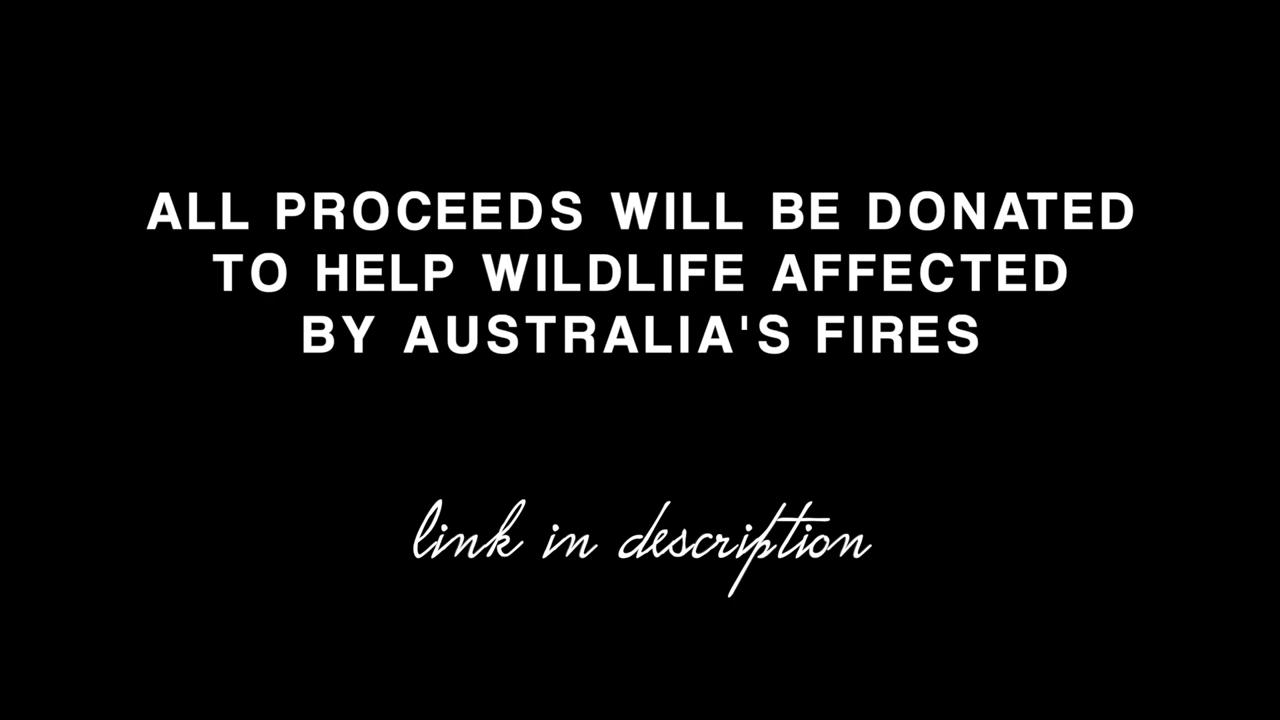 ALL PROCEEDS WILL BE DONATED
TO HELP WILDLIFE AFFECTED
BY AUSTRALIA'S FIRES
link in description